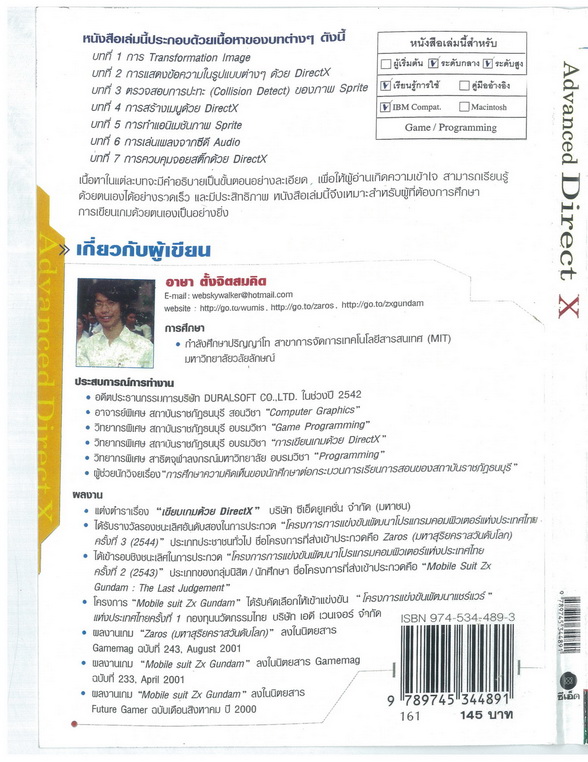 หนังสือเล่มนี้ประกอบด้วยเนื้อหาของบทต่างๆ ดังนี้
บทที่ 1 การ Transformation Image
บทที่ 2 การแสดงข้อความในรูปแบบต่างๆ ด้วย DirectX
บทที่ 3 ตรวจสอบการปะทะ (Collision Detect) ของภาพ Sprite
บทที่ 4 การสร้างเมนูด้วย DirectX
บทที่ 5 การทำแอนิเมชันภาพ Sprite
บทที่ 6 การเล่นเพลงจากซีดี Audio
บทที่ 7 การควบคุมจอยสติ๊กด้วย DirectX
หนังสือเล่มนี้สำหรับ
ผู้เริ่มต้น ระดับกลาง ระดับสูง
เรียนรู้การใช้ คู่มืออ้างอิง
IBM Compat. Macintosh
Game / Programming
เนื้อหาในแต่ละบทจะมีคำอธิบายเป็นขั้นตอนอย่างละเอียด เพื่อให้ผู้อ่านเกิดความเข้าใจ สามารถเรียนรู้
ด้วยตนเองได้อย่างรวดเร็ว และมีประสิทธิภาพ หนังสือเล่มนี้จึงเหมาะสำหรับผู้ที่ต้องการศึกษา
การเขียนเกมด้วยตนเองเป็นอย่างยิ่ง
เกี่ยวกับผู้เขียน
อาษา ตั้งจิตสมคิด
E-mail: webskywalker@hotmail.com
website : http://go.to/wumis, http://go.to/zaros, http://go.to/zxgundam
การศึกษา
• กำลังศึกษาปริญญาโท สาขาการจัดการเทคโนโลยีสารสนเทศ (MIT)
มหาวิทยาลัยวลัยลักษณ์
ประสบการณ์การทำงาน
• อดีตประธานกรรมการบริษัท DURALSOFT CO.,LTD. ในช่วงปี 2542
• อาจารย์พิเศษ สถาบันราชภัฏธนบุรี สอนวิชา "Computer Graphics"
• วิทยากรพิเศษ สถาบันราชภัฏธนบุรี อบรมวิชา "Game Programming"
• วิทยากรพิเศษ สถาบันราชภัฏธนบุรี อบรมวิชา "การเขียนเกมด้วย DirectX"
• วิทยากรพิเศษ สาธิตจุฬาลงกรณ์มหาวิทยาลัย อบรมวิชา "Programming"
• ผู้ช่วยนักวิจัยเรื่อง "การศึกษาความคิดเห็นของนักศึกษาต่อกระบวนการเรียนการสอนของสถาบันราชภัฏธนบุรี"
ผลงาน
• แต่งตำราเรื่อง "เขียนเกมด้วย DirectX" บริษัท ซีเอ็ดยูเคชั่น จำกัด (มหาชน)
• ได้รับรางวัลรองชนะเลิศอันดับสองในการประกวด "โครงการการแข่งขันพัฒนาโปรแกรมคอมพิวเตอร์แห่งประเทศไทย
ครั้งที่ 3 (2544)" ประเภทประชาชนทั่วไป ชื่อโครงการที่ส่งเข้าประกวดคือ Zaros (มหาสุริยคราสวันดับโลก)
• ได้เข้ารอบชิงชนะเลิศในการประกวด "โครงการการแข่งขันพัฒนาโปรแกรมคอมพิวเตอร์แห่งประเทศไทย
ครั้งที่ 2 (2543)" ประเภทของกลุ่มนิสิต / นักศึกษา ชื่อโครงการที่ส่งเข้าประกวดคือ "Mobile Suit Zx
Gundam : The Last Judgement"
• โครงการ "Mobile suit Zx Gundam" ได้รับคัดเลือกให้เข้าแข่งขัน "โครงการแข่งขันพัฒนาแชร์แวร์"
แห่งประเทศไทยครั้งที่ 1 กองทุนนวัตกรรมไทย บริษัท เอดี เวนเจอร์ จำกัด
• ผลงานเกม "Zaros (มหาสุริยคราสวันดับโลก)" ลงในนิตยสาร
Gamemag ฉบับที่ 243, August 2001
• ผลงานเกม "Mobile suit Zx Gundam" ลงในนิตยสาร Gamemag
ฉบับที่ 233, April 2001
• ผลงานเกม "Mobile suit Zx Gundam" ลงในนิตยสาร
Future Gamer ฉบับเดือนสิงหาคม ปี 2000
ISBN 974-534-489-3
9 789745 344891
161 145 บาท
Advanced Direct X
Advanced Direct X
9789745344891
ซีเอ็ด